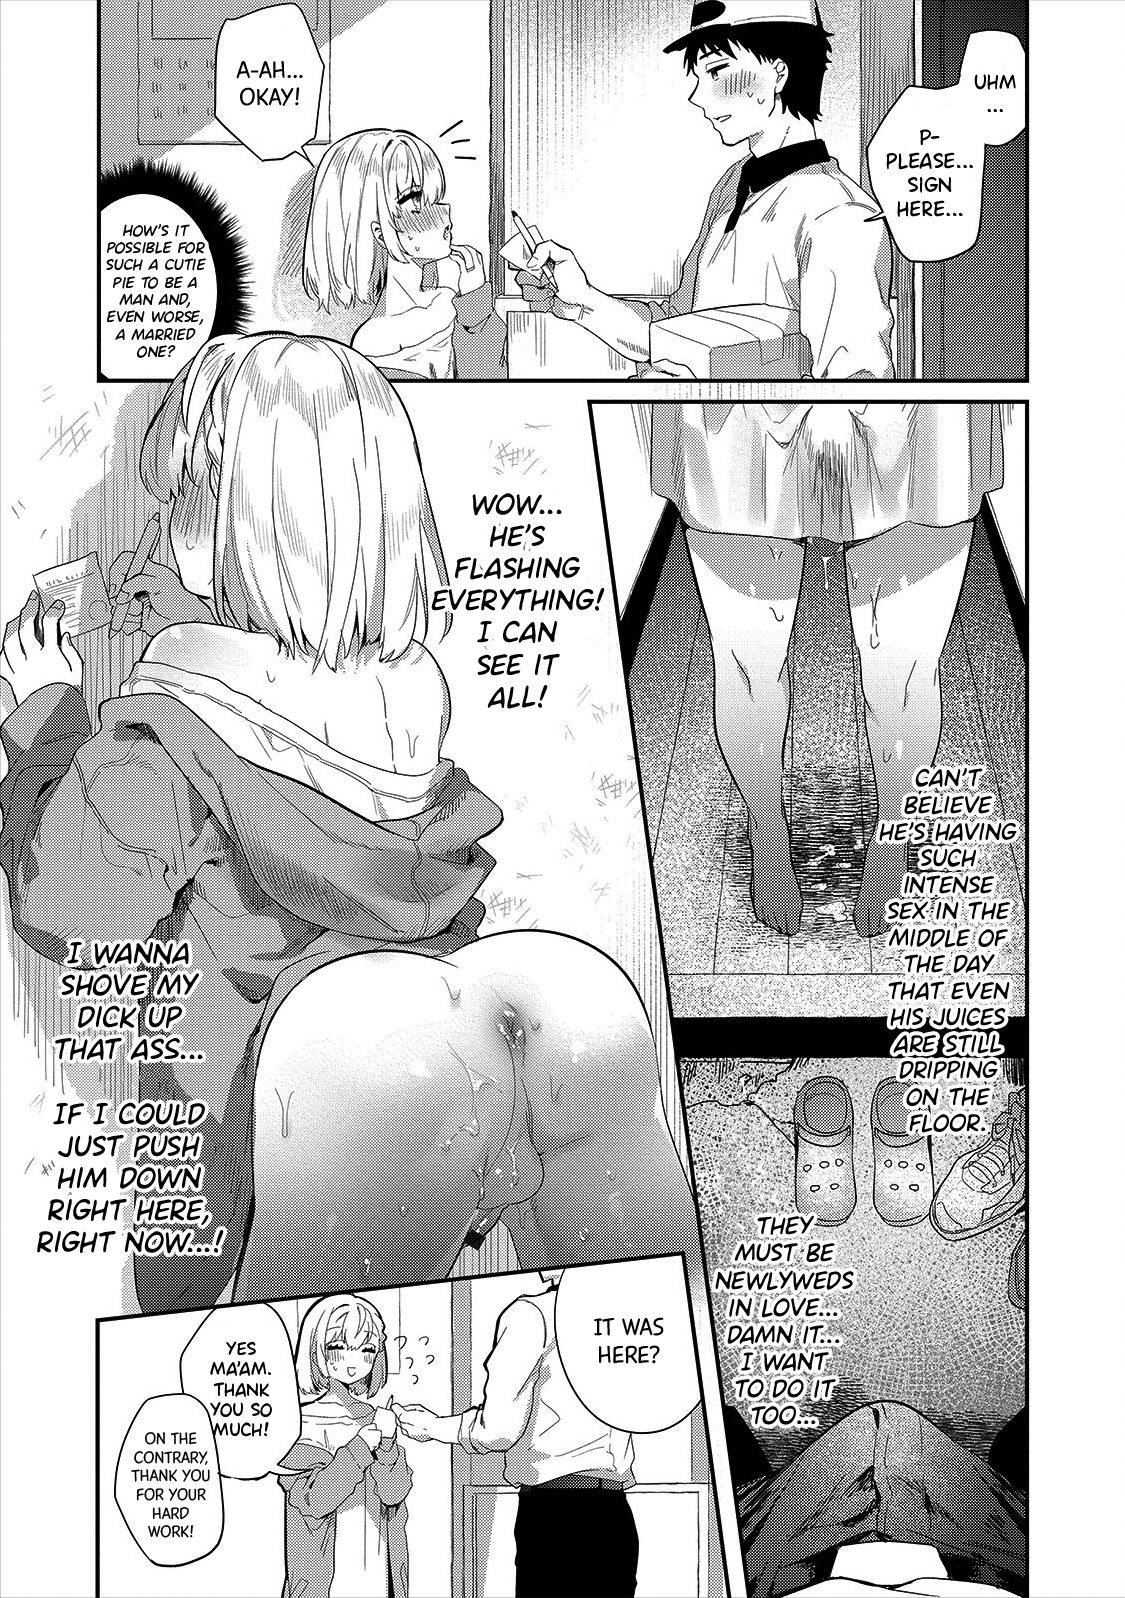 UHM
...
P-
PLEASE...
SIGN
HERE...
A-AH...
OKAY!
HOW'S IT
POSSIBLE FOR
SUCH A CUTIE
PIE TO BE A
MAN AND,
EVEN WORSE,
A MARRIED
ONE?
WOW...
HE'S
FLASHING
EVERYTHING!
I CAN
SEE IT
ALL!
CAN'T
BELIEVE
HE'S HAVING
SUCH
INTENSE
SEX IN THE
MIDDLE OF
THE DAY
THAT EVEN
HIS JUICES
ARE STILL
DRIPPING
ON THE
FLOOR.
I WANNA
SHOVE MY
DICK UP
THAT ASS...
IF I COULD
JUST PUSH
HIM DOWN
RIGHT HERE,
RIGHT NOW...!
THEY
MUST BE
NEWLYWEDS
IN LOVE...
DAMN IT...
I WANT
TO DO IT
TOO...
IT WAS
HERE?
YES
MA'AM.
THANK
YOU SO
MUCH!
ON THE
CONTRARY,
THANK YOU
FOR YOUR
HARD
WORK!